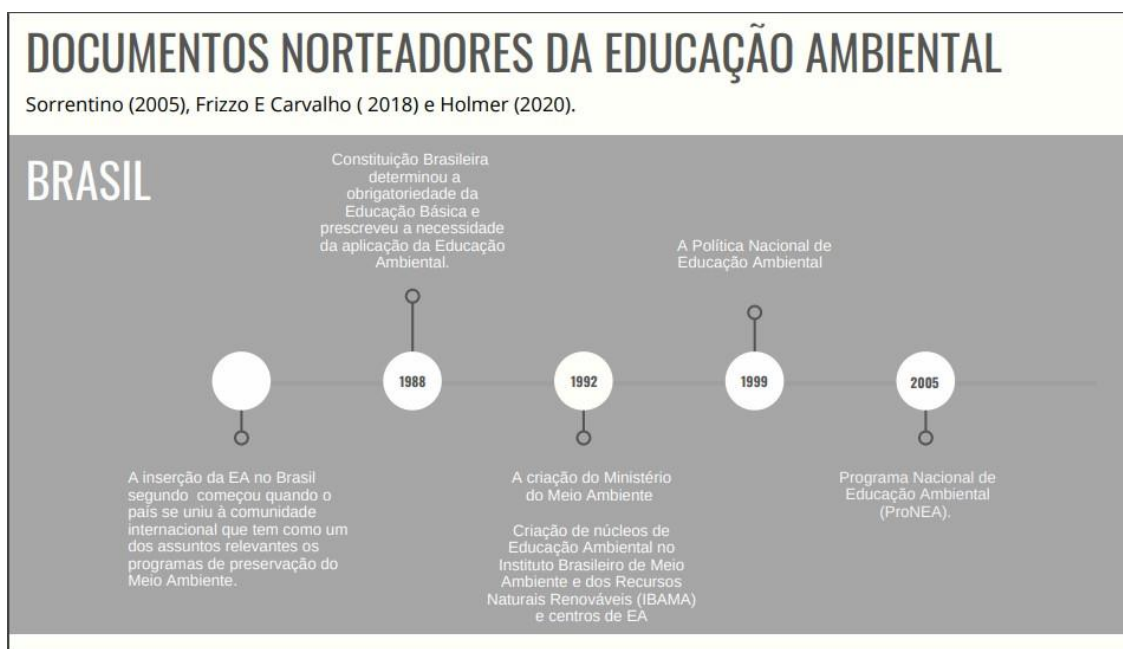 DOCUMENTOS NORTEADORES DA EDUCAÇÃO AMBIENTAL
Sorrentino (2005), Frizzo E Carvalho ( 2018) e Holmer (2020).
BRASIL
A inserção da EA no Brasil
segundo  começou quando o
país se uniu à comunidade
internacional que tem como um
dos assuntos relevantes os
programas de preservação do
Meio Ambiente.
Constituição Brasileira
determinou a
obrigatoriedade da
Educação Básica e
prescreveu a necessidade
da aplicação da Educação
Ambiental.
1988
1992
A criação do Ministério
do Meio Ambiente
Criação de núcleos de
Educação Ambiental no
Instituto Brasileiro de Meio
Ambiente e dos Recursos
Naturais Renováveis (IBAMA)
e centros de EA
A Política Nacional de
Educação Ambiental
1999
2005
Programa Nacional de
Educação Ambiental
(ProNEA).